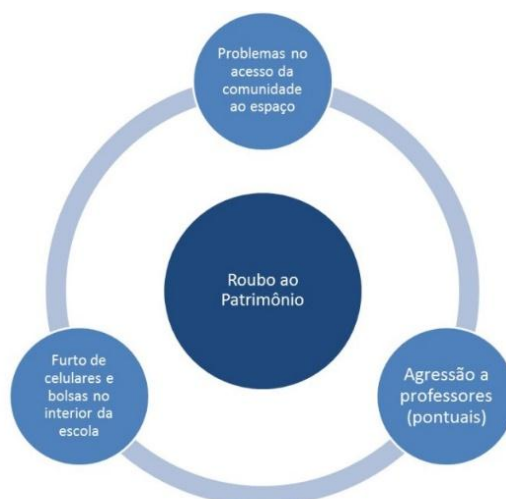 Problemas no
acesso da
comunidade
ao espaço
Roubo ao
Patrimônio
Furto de
celulares e
bolsas no
interior da
escola
Agressão a
professores
(pontuais)